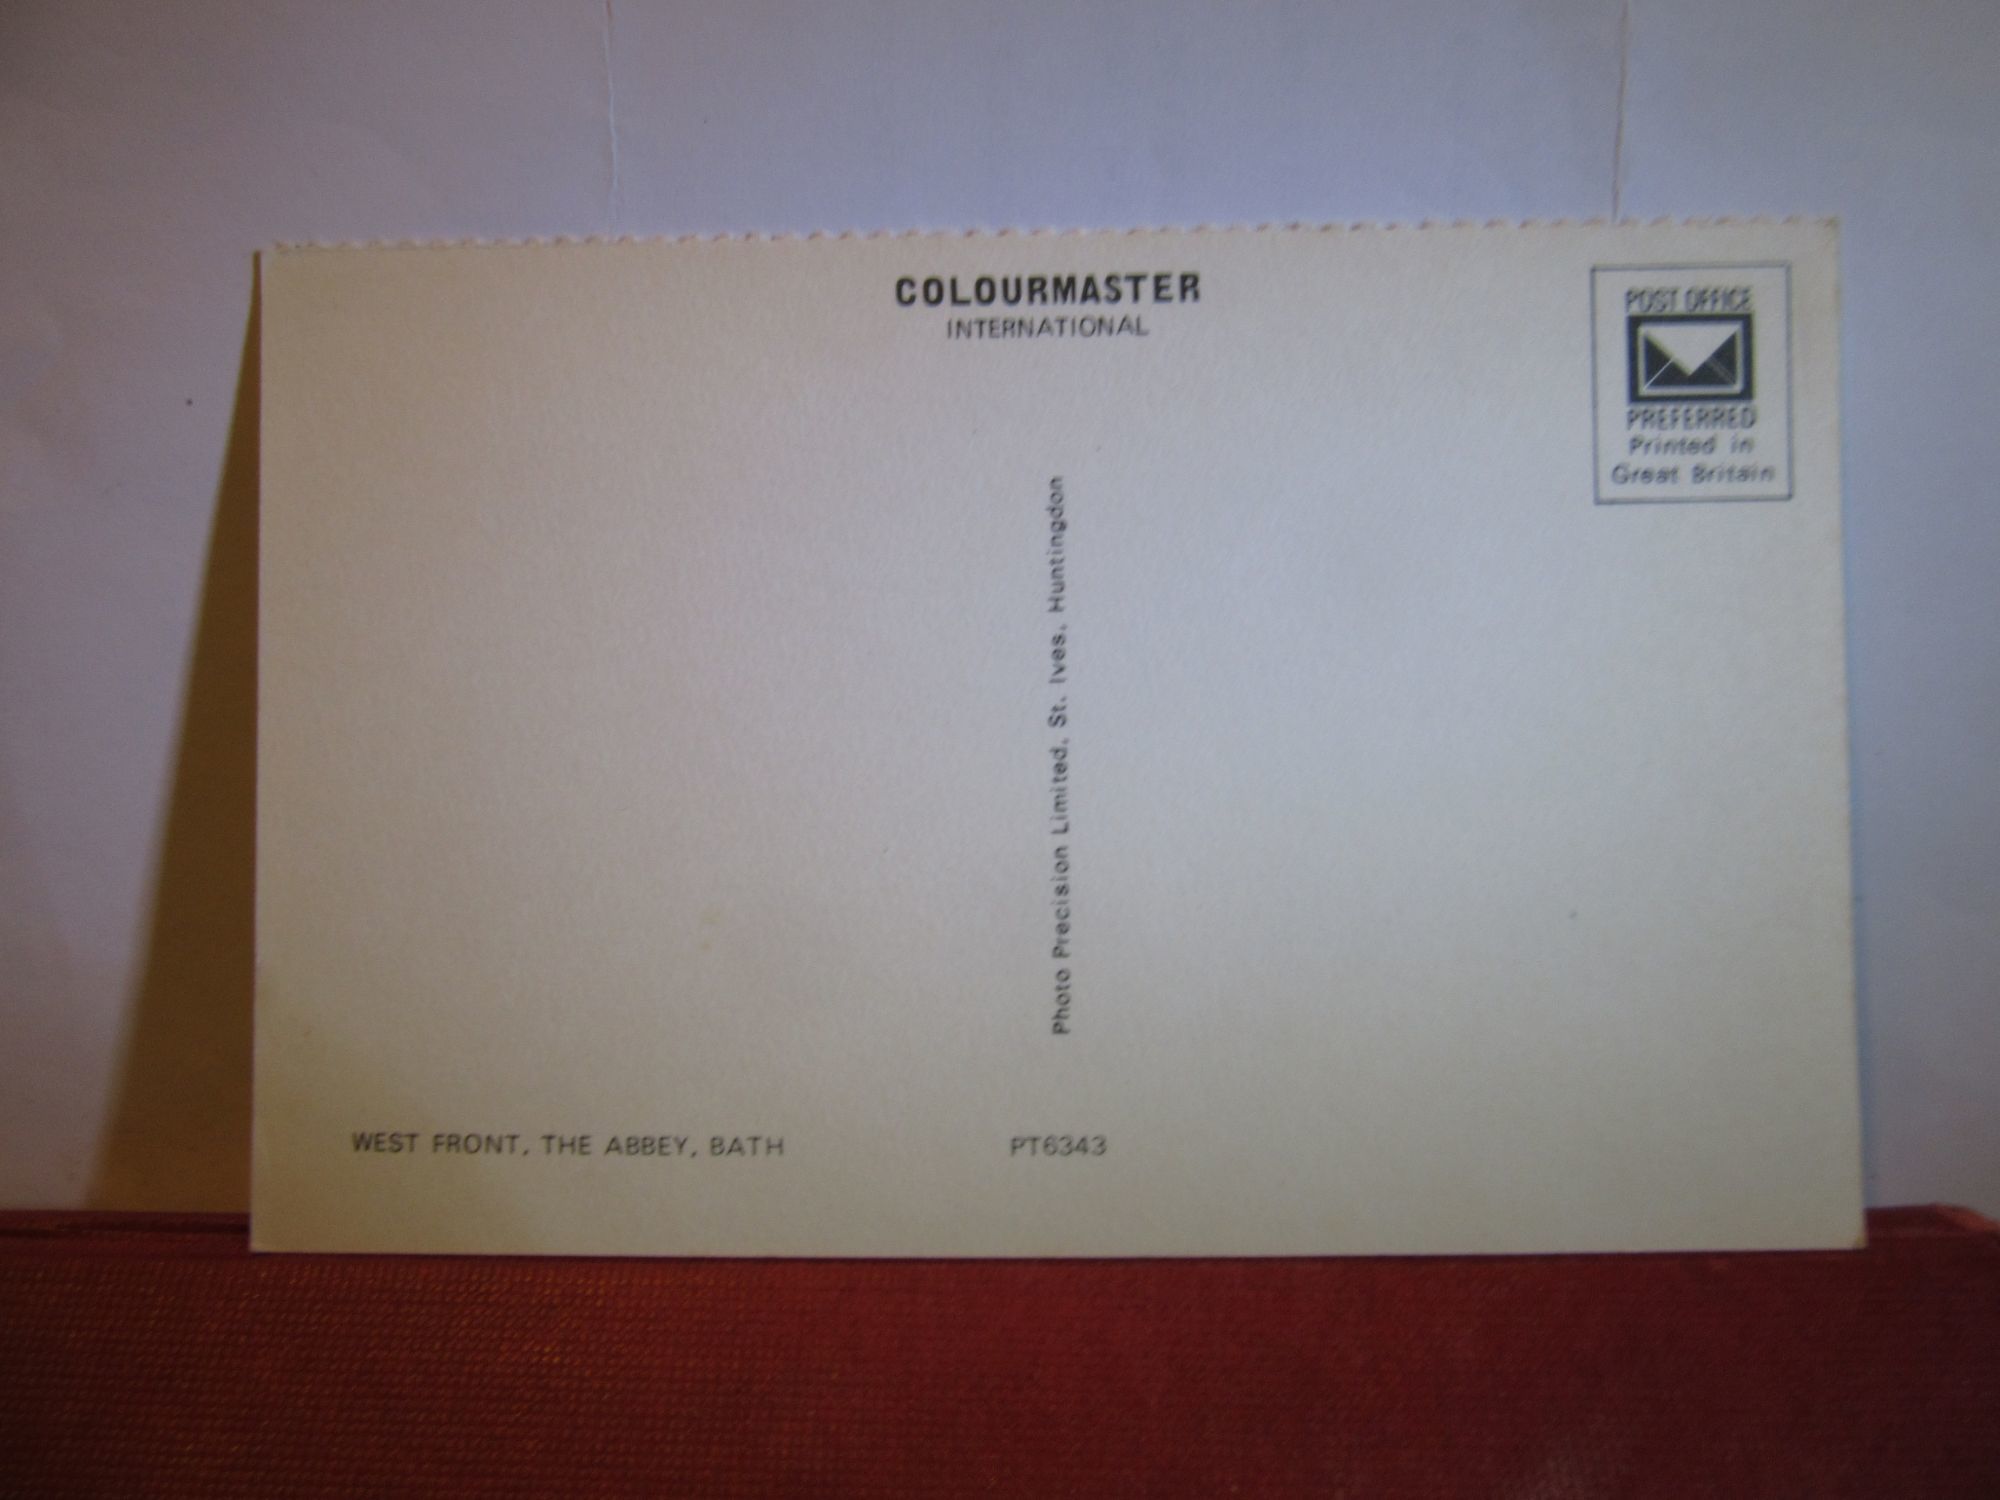 COLOURMASTER
INTERNATIONAL
POST OFFICE
PREFERRED
Printed in
Great Britain
Photo Precision Limited, St. Ives, Huntingdon
WEST FRONT, THE ABBEY, BATH
PT6343